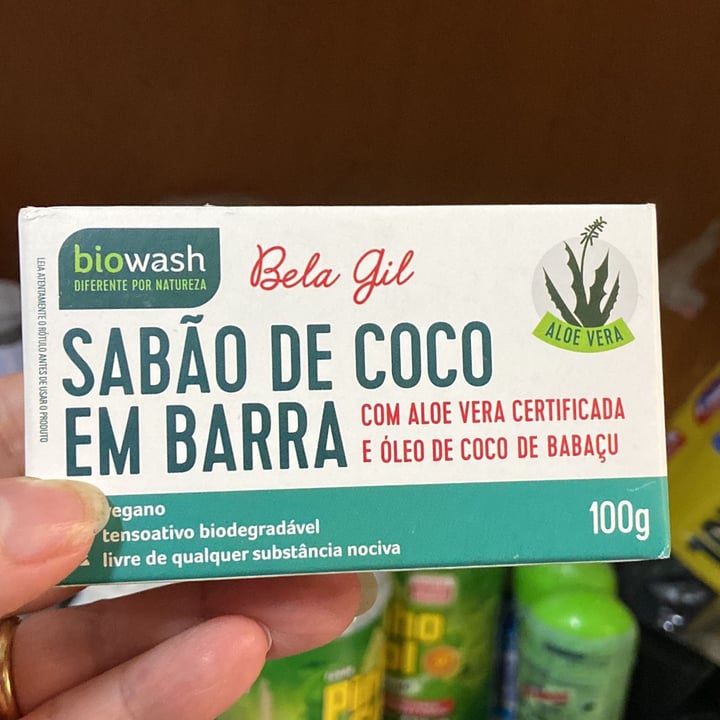 biowash
DIFERENTE POR NATUREZA
Bela Gil
ALOE VERA
LEIA ATENTAMENTE O RÓTULO ANTES DE USAR O PRODUTO
SABÃO DE COCO
EM BARRA
COM ALOE VERA CERTIFICADA
E ÓLEO DE COCO DE BABAÇU
vegano
tensoativo biodegradável
livre de qualquer substância nociva
100g